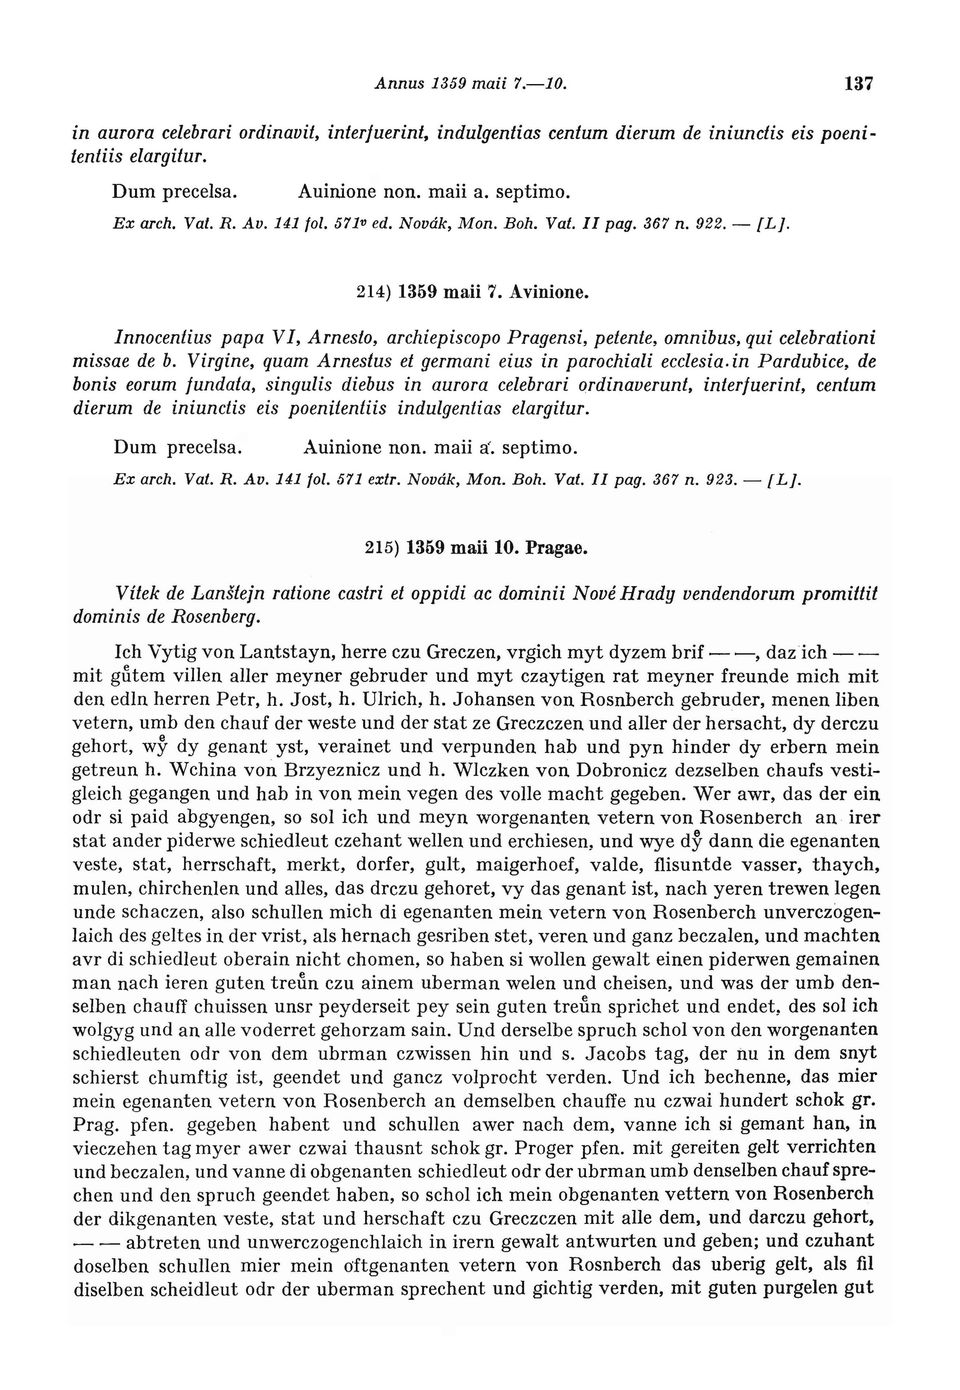 Annus 1359 maii 7.—10. 137
in aurora celebrari ordinavit, interfuerint, indulgentias centum dierum de iniunctis eis poeni-
tentiis elargitur.
Dum precelsa. Auinione non. maii a. septimo.
Ex arch. Vat. R. Av. 141 fol. 571v ed. Novák, Mon. Boh. Vat. II pag. 367 n. 922. — [L].
214) 1359 maii 7. Avinione.
Innocentius papa VI, Arnesto, archiepiscopo Pragensi, petente, omnibus, qui celebrationi
missae de b. Virgine, quam Arnestus et germani eius in parochiali ecclesia in Pardubice, de
bonis eorum fundata, singulis diebus in aurora celebrari ordinaverunt, interfuerint, centum
dierum de iniunctis eis poenitentiis indulgentias elargitur.
Dum precelsa. Auinione non. maii a. septimo.
Ex arch. Vat. R. Av. 141 fol. 571 extr. Novák, Mon. Boh. Vat. II pag. 367 n. 923. — [L].
215) 1359 maii 10. Pragae.
Vítek de Lanštejn ratione castri et oppidi ac dominii Nové Hrady vendendorum promittit
dominis de Rosenberg.
Ich Vytig von Lantstayn, herre czu Greczen, vrgich myt dyzem brif — —, daz ich — —
mit guͤtem villen aller meyner gebruder und myt czaytigen rat meyner freunde mich mit
den edln herren Petr, h. Jost, h. Ulrich, h. Johansen von Rosnberch gebruder, menen liben
vetern, umb den chauf der weste und der stat ze Greczczen und aller der hersacht, dy derczu
gehort, wyͤ dy genant yst, verainet und verpunden hab und pyn hinder dy erbern mein
getreun h. Wchina von Brzyeznicz und h. Wlczken von Dobronicz dezselben chaufs vesti-
gleich gegangen und hab in von mein vegen des volle macht gegeben. Wer awr, das der ein
odr si paid abgyengen, so sol ich und meyn worgenanten vetern von Rosenberch an irer
stat ander piderwe schiedleut czehant wellen und erchiesen, und wye dyͤ dann die egenanten
veste, stat, herrschaft, merkt, dorfer, gult, maigerhoef, valde, flisuntde vasser, thaych,
mulen, chirchenlen und alles, das drczu gehoret, vy das genant ist, nach yeren trewen legen
unde schaczen, also schullen mich di egenanten mein vetern von Rosenberch unverczogen-
laich des geltes in der vrist, als hernach gesriben stet, veren und ganz beczalen, und machten
avr di schiedleut oberain nicht chomen, so haben si wollen gewalt einen piderwen gemainen
man nach ieren guten treuͤn czu ainem uberman welen und cheisen, und was der umb den-
selben chauff chuissen unsr peyderseit pey sein guten treuͤn sprichet und endet, des sol ich
wolgyg und an alle voderret gehorzam sain. Und derselbe spruch schol von den worgenanten
schiedleuten odr von dem ubrman czwissen hin und s. Jacobs tag, der nu in dem snyt
schierst chumftig ist, geendet und gancz volprocht verden. Und ich bechenne, das mier
mein egenanten vetern von Rosenberch an demselben chauffe nu czwai hundert schok gr.
Prag. pfen. gegeben habent und schullen awer nach dem, vanne ich si gemant han, in
vieczehen tag myer awer czwai thausnt schok gr. Proger pfen. mit gereiten gelt verrichten
und beczalen, und vanne di obgenanten schiedleut odr der ubrman umb denselben chauf spre-
chen und den spruch geendet haben, so schol ich mein obgenanten vettern von Rosenberch
der dikgenanten veste, stat und herschaft czu Greczczen mit alle dem, und darczu gehort,
— — abtreten und unwerczogenchlaich in irern gewalt antwurten und geben; und czuhant
doselben schullen mier mein oftgenanten vetern von Rosnberch das uberig gelt, als fil
diselben scheidleut odr der uberman sprechent und gichtig verden, mit guten purgelen gut